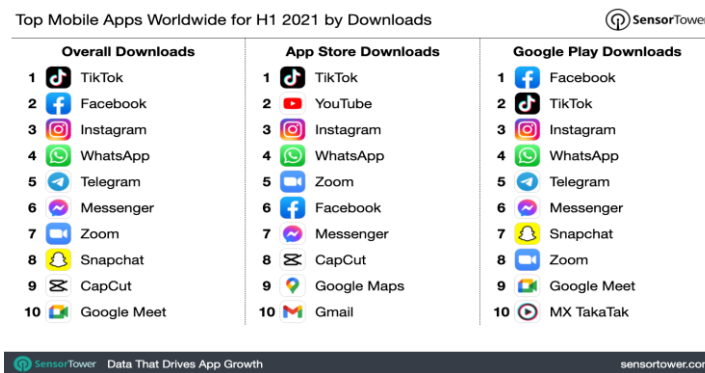 Top Mobile Apps Worldwide for H1 2021 by Downloads
SensorTower
Overall Downloads
1 TikTok
2 Facebook
3 Instagram
4 WhatsApp
5 Telegram
6 Messenger
7 Zoom
8 Snapchat
9 CapCut
10 Google Meet
App Store Downloads
1 TikTok
2 YouTube
3 Instagram
4 WhatsApp
5 Zoom
6 Facebook
7 Messenger
8 CapCut
9 Google Maps
10 Gmail
Google Play Downloads
1 Facebook
2 TikTok
3 Instagram
4 WhatsApp
5 Telegram
6 Messenger
7 Snapchat
8 Zoom
9 Google Meet
10 MX TakaTak
SensorTower Data That Drives App Growth
sensortower.com